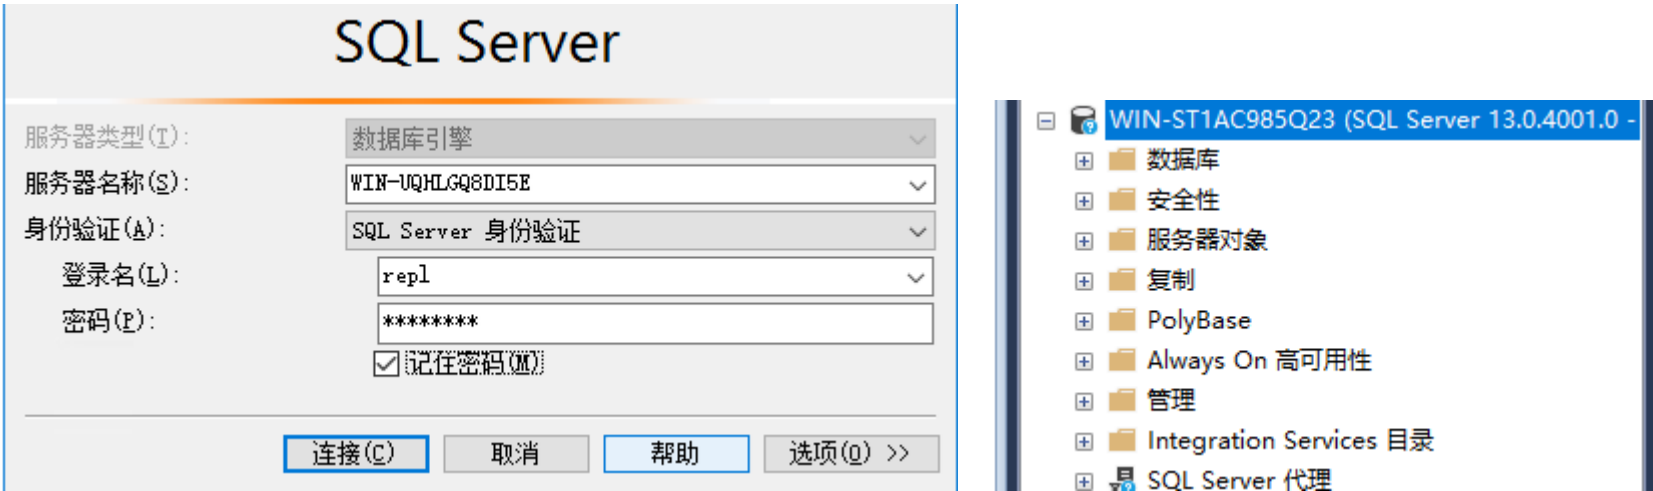 SQL Server
服务器类型(T):
数据库引擎
服务器名称(S):
WIN-UQHLGQ8DI5E
身份验证(A):
SQL Server 身份验证
登录名(L):
repl
密码(P):
********
记住密码(M)
连接(C)
取消
帮助
选项(O) >>
WIN-ST1AC985Q23 (SQL Server 13.0.4001.0 -
数据库
安全性
服务器对象
复制
PolyBase
Always On 高可用性
管理
Integration Services 目录
SQL Server 代理